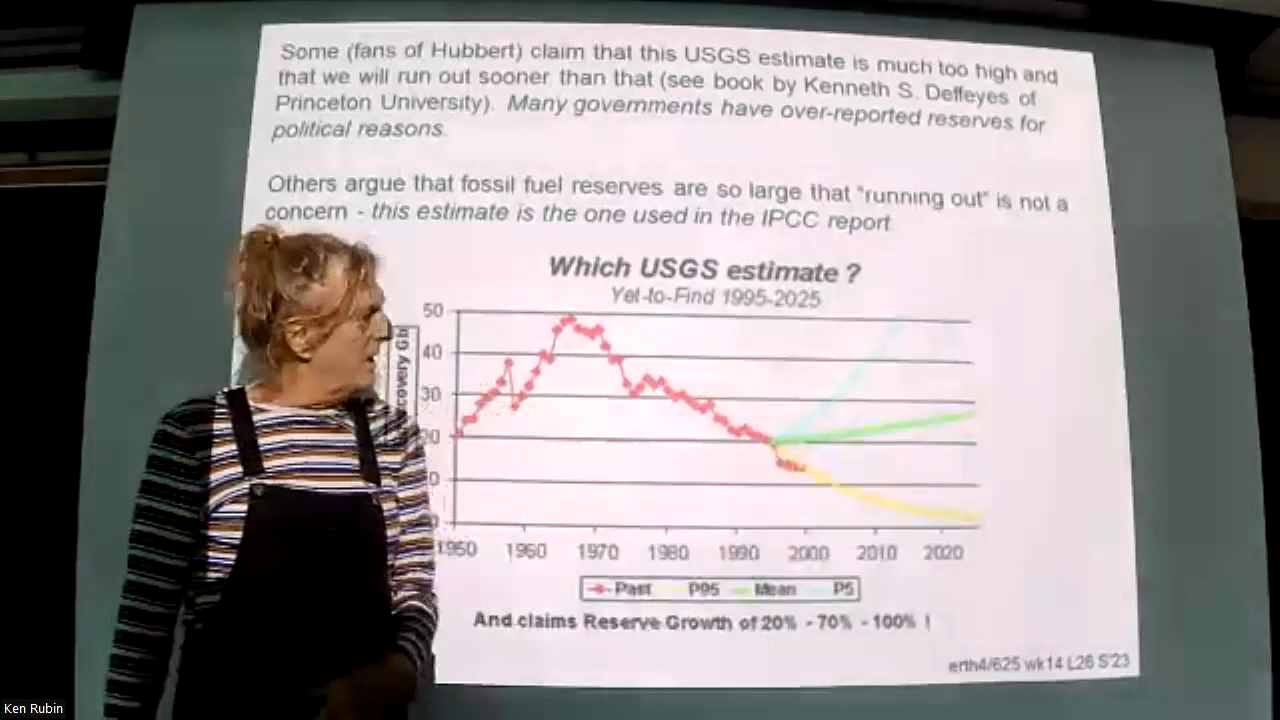 Some (fans of Hubbert) claim that this USGS estimate is much too high and
that we will run out sooner than that (see book by Kenneth S. Deffeyes of
Princeton University). Many governments have over-reported reserves for
political reasons.
Others argue that fossil fuel reserves are so large that "running out" is not a
concern - this estimate is the one used in the IPCC report.
Which USGS estimate ?
Yet-to-Find 1995-2025
50
40
30
1950 1960 1970 1980 1990 2000 2010 2020
Past P95 Mean P5
And claims Reserve Growth of 20% - 70% - 100% !
erth4/625 wk14 L26 S'23
Ken Rubin